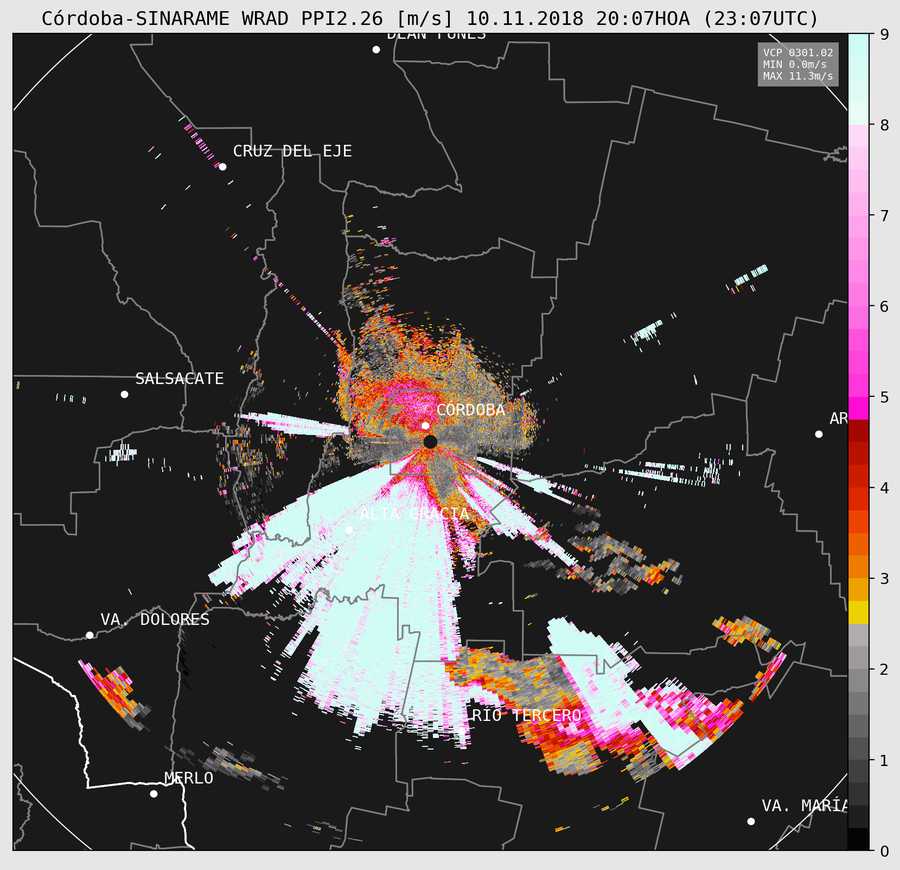 Córdoba-SINARAME WRAD PPI2.26 [m/s] 10.11.2018 20:07HOA (23:07UTC)
DEAN FUNES
VCP 0301.02
MIN 0.0m/s
MAX 11.3m/s
9
8
7
6
5
4
3
2
1
0
CRUZ DEL EJE
SALSACATE
CÓRDOBA
AR
ALTA GRACIA
VA. DOLORES
RIO TERCERO
MERLO
VA. MARÍA